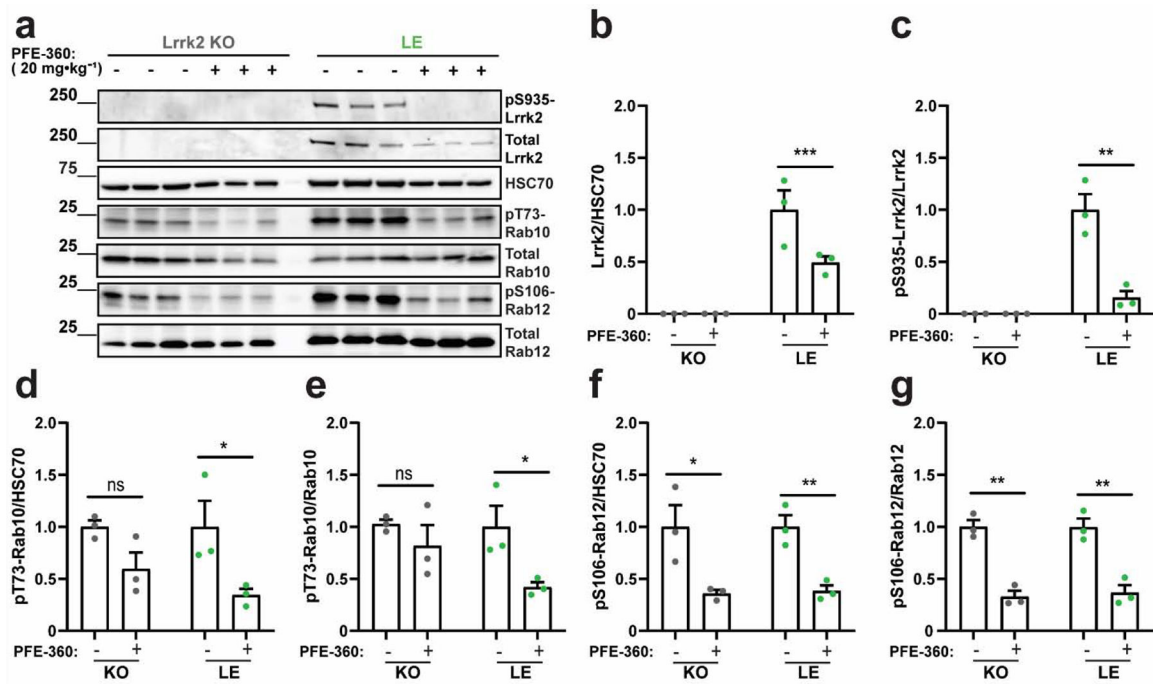 a
Lrrk2 KO LE
PFE-360:
( 20 mg•kg⁻¹) - - - + + + - - - + + +
250 pS935-
Lrrk2
250 Total
Lrrk2
75 HSC70
25 pT73-
Rab10
25 Total
Rab10
25 pS106-
Rab12
25 Total
Rab12
b
Lrrk2/HSC70
2.0
1.5
1.0
0.5
0
***
PFE-360: - + - +
KO LE
c
pS935-Lrrk2/Lrrk2
2.0
1.5
1.0
0.5
0
**
PFE-360: - + - +
KO LE
d
pT73-Rab10/HSC70
2.0
1.5
1.0
0.5
0
ns *
PFE-360: - + - +
KO LE
e
pT73-Rab10/Rab10
2.0
1.5
1.0
0.5
0
ns *
PFE-360: - + - +
KO LE
f
pS106-Rab12/HSC70
2.0
1.5
1.0
0.5
0
* **
PFE-360: - + - +
KO LE
g
pS106-Rab12/Rab12
2.0
1.5
1.0
0.5
0
** **
PFE-360: - + - +
KO LE